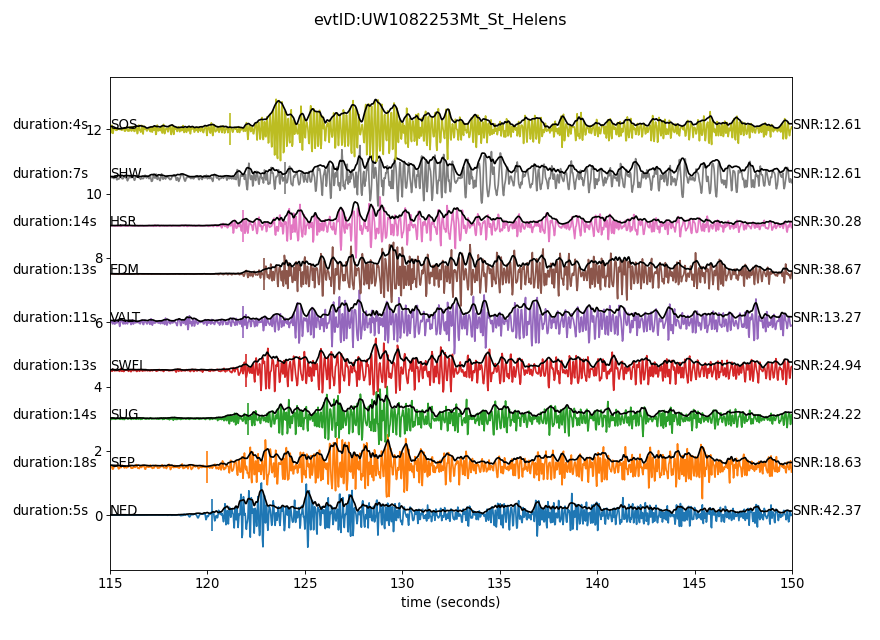 evtID:UW1082253Mt_St_Helens
duration:4s SOS SNR:12.61
12
duration:7s SHW SNR:12.61
10
duration:14s HSR SNR:30.28
8
duration:13s EDM SNR:38.67
duration:11s VALT SNR:13.27
6
duration:13s SWFL SNR:24.94
4
duration:14s SUG SNR:24.22
2
duration:18s SEP SNR:18.63
duration:5s NED SNR:42.37
0
115 120 125 130 135 140 145 150
time (seconds)